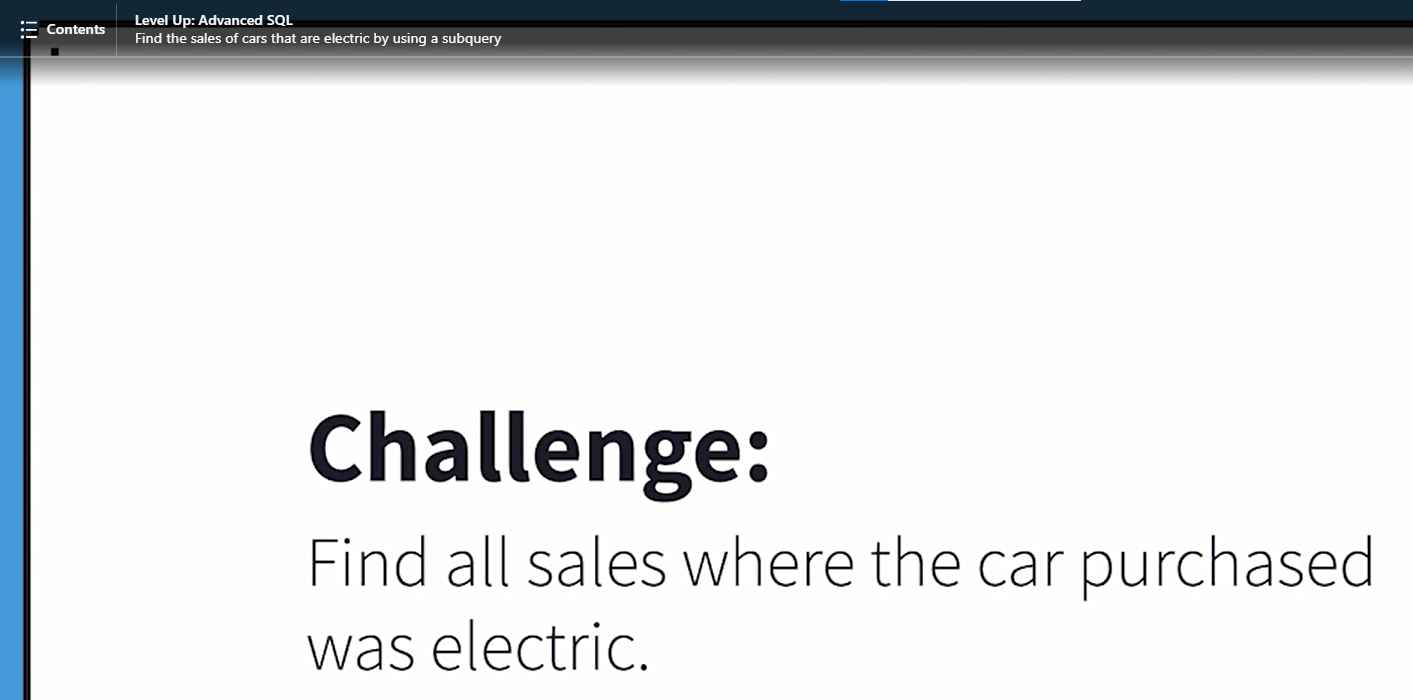 Contents
Level Up: Advanced SQL
Find the sales of cars that are electric by using a subquery
Challenge:
Find all sales where the car purchased
was electric.